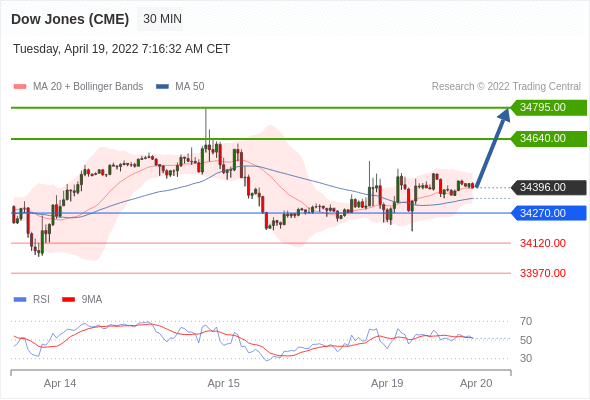 Dow Jones (CME) 30 MIN
Tuesday, April 19, 2022 7:16:32 AM CET
MA 20 + Bollinger Bands MA 50 Research © 2022 Trading Central
34795.00
34640.00
34396.00
34270.00
34120.00
33970.00
RSI 9MA
70
50
30
Apr 14 Apr 15 Apr 19 Apr 20